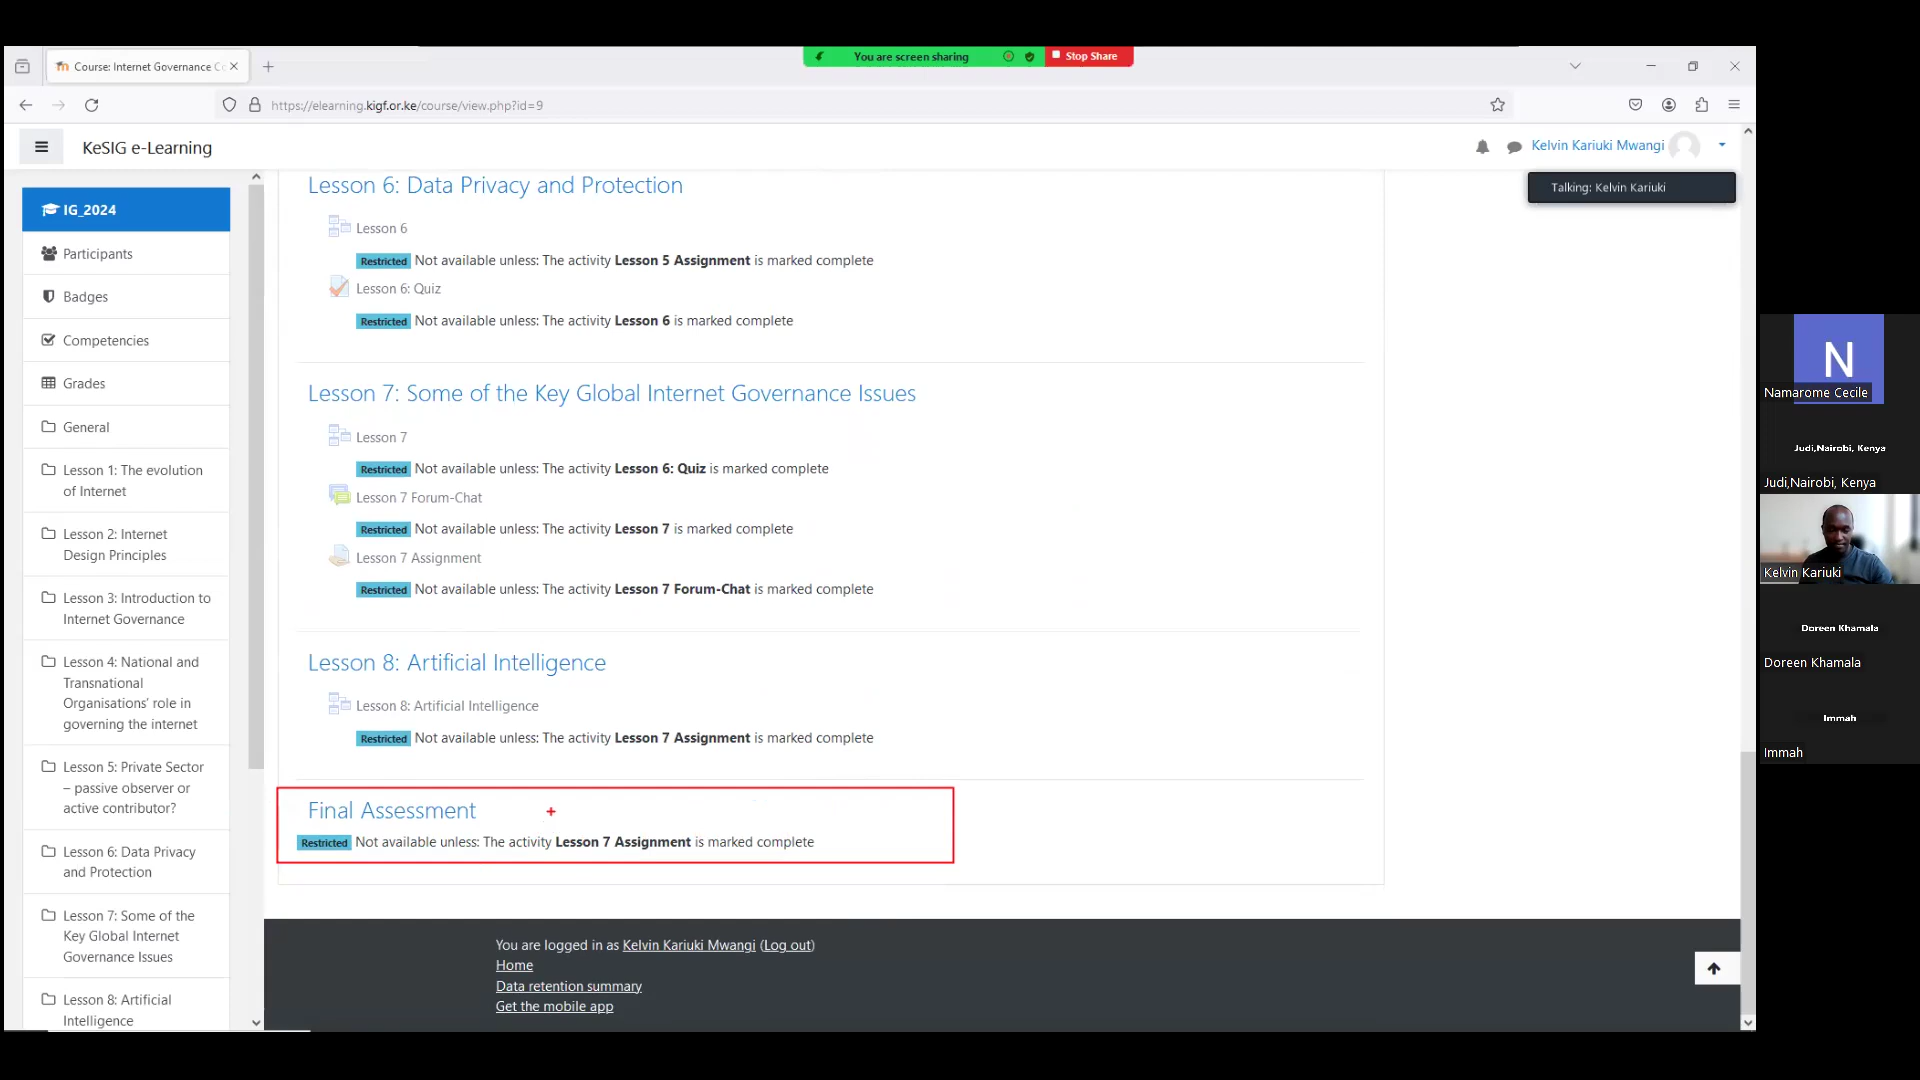 You are screen sharing
Stop Share
Course: Internet Governance Co
https://elearning.kigf.or.ke/course/view.php?id=9
KeSIG e-Learning
Kelvin Kariuki Mwangi
Talking: Kelvin Kariuki
IG_2024
Participants
Badges
Competencies
Grades
General
Lesson 1: The evolution
of Internet
Lesson 2: Internet
Design Principles
Lesson 3: Introduction to
Internet Governance
Lesson 4: National and
Transnational
Organisations’ role in
governing the internet
Lesson 5: Private Sector
– passive observer or
active contributor?
Lesson 6: Data Privacy
and Protection
Lesson 7: Some of the
Key Global Internet
Governance Issues
Lesson 8: Artificial
Intelligence
Lesson 6: Data Privacy and Protection
Lesson 6
Restricted Not available unless: The activity Lesson 5 Assignment is marked complete
Lesson 6: Quiz
Restricted Not available unless: The activity Lesson 6 is marked complete
Lesson 7: Some of the Key Global Internet Governance Issues
Lesson 7
Restricted Not available unless: The activity Lesson 6: Quiz is marked complete
Lesson 7 Forum-Chat
Restricted Not available unless: The activity Lesson 7 is marked complete
Lesson 7 Assignment
Restricted Not available unless: The activity Lesson 7 Forum-Chat is marked complete
Lesson 8: Artificial Intelligence
Lesson 8: Artificial Intelligence
Restricted Not available unless: The activity Lesson 7 Assignment is marked complete
Final Assessment
Restricted Not available unless: The activity Lesson 7 Assignment is marked complete
You are logged in as Kelvin Kariuki Mwangi (Log out)
Home
Data retention summary
Get the mobile app
N
Namarome Cecile
Judi,Nairobi, Kenya
Judi,Nairobi, Kenya
Kelvin Kariuki
Doreen Khamala
Doreen Khamala
Immah
Immah